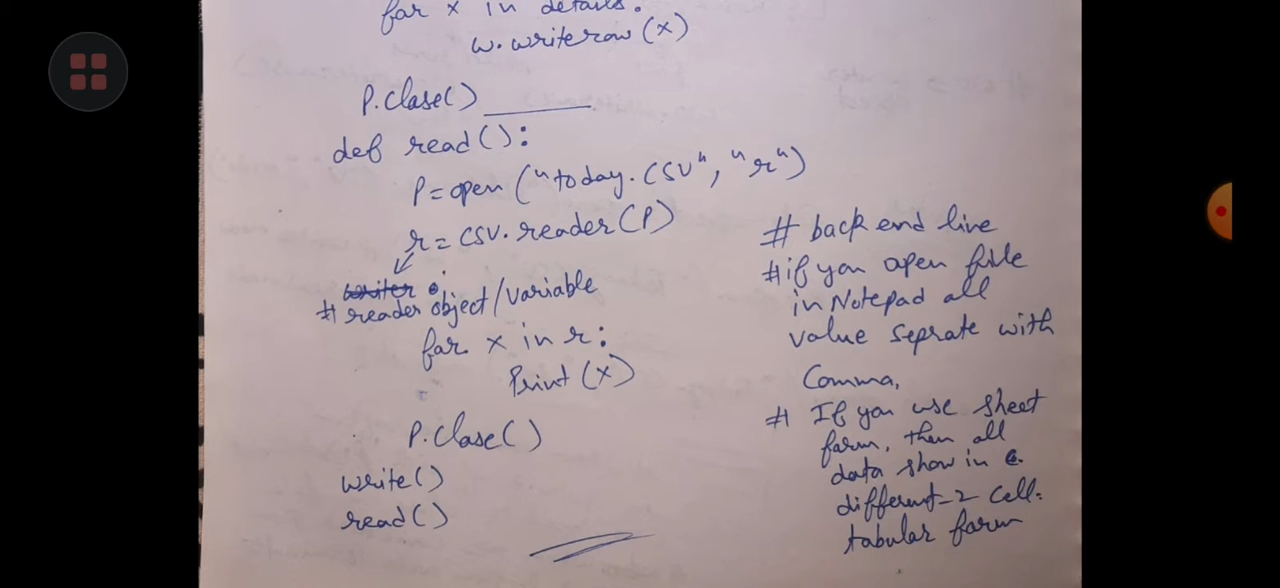 for x in details:
w.writerow(x)
P.close()
def read():
P=open("today.CSV", "r")
r=CSV.reader(P)
writer
# reader object/variable
for x in r:
Print(x)
P.close()
write()
read()
# back end live
# if you open file
in Notepad all
value seprate with
Comma,
# If you use sheet
form, then all
data show in
different-2 cell.
tabular form